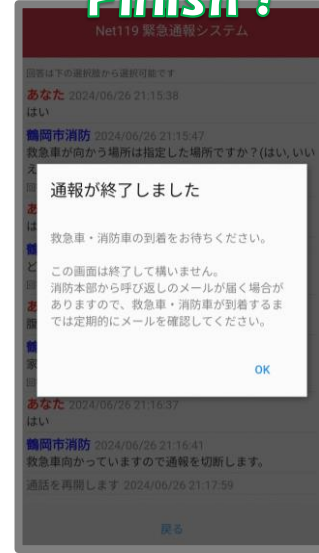 Finish !
Net119 緊急通報システム
回答は下の選択肢から選択可能です
あなた 2024/06/26 21:15:38
はい
鶴岡市消防 2024/06/26 21:15:47
救急車が向かう場所は指定した場所ですか？(はい, いい
え
通報が終了しました
救急車・消防車の到着をお待ちください。
この画面は終了して構いません。
消防本部から呼び返しのメールが届く場合が
ありますので、救急車・消防車が到着するま
では定期的にメールを確認してください。
OK
あなた 2024/06/26 21:16:37
はい
鶴岡市消防 2024/06/26 21:16:41
救急車向かっていますので通報を切断します。
通話を再開します 2024/06/26 21:17:59
戻る